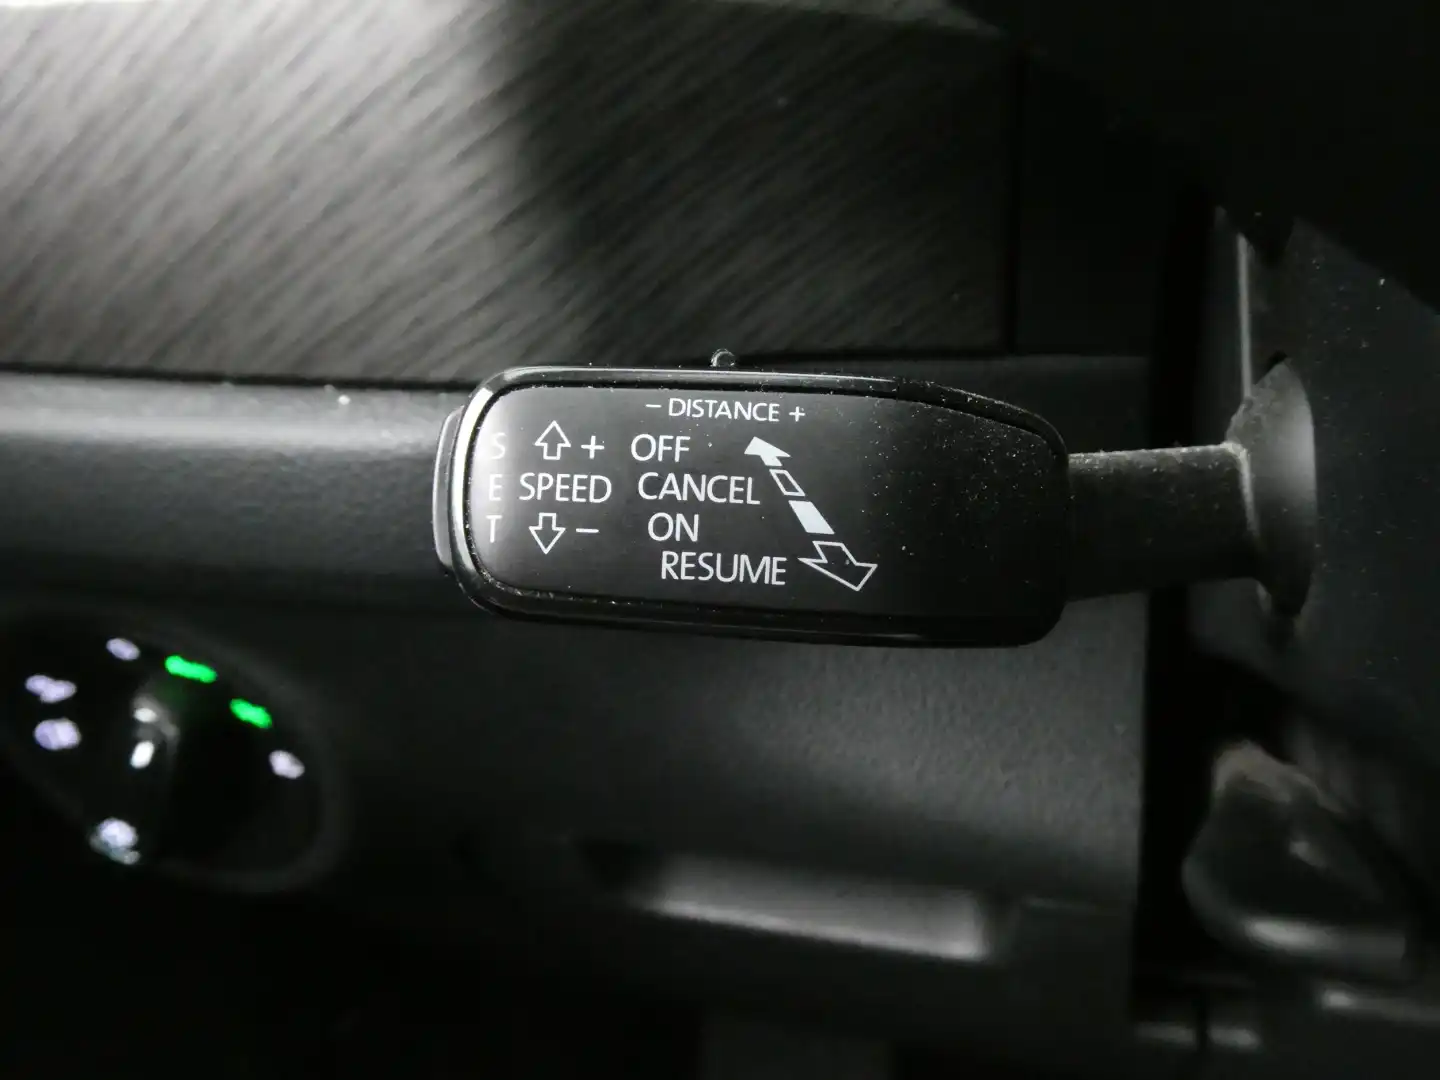 − DISTANCE +
S + OFF
E SPEED CANCEL
T − ON
RESUME